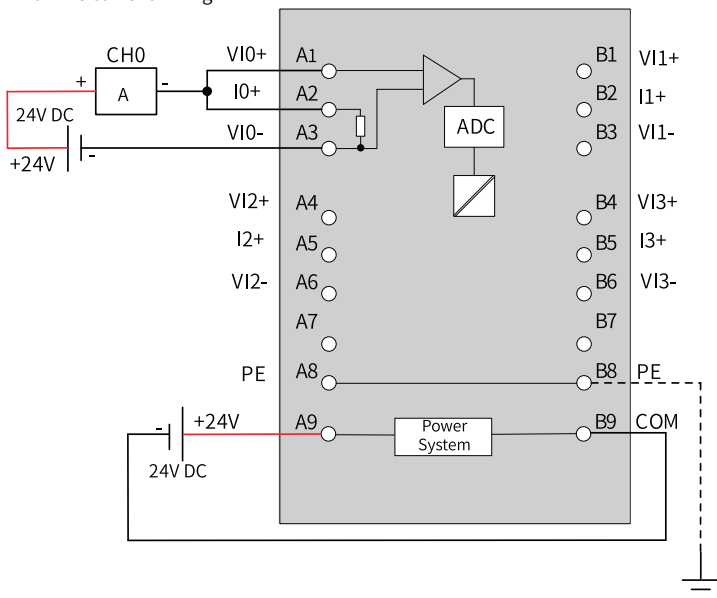 CH0
+
A
-
24V DC
+24V
-
VI0+
A1
I0+
A2
VI0-
A3
ADC
B1
VI1+
B2
I1+
B3
VI1-
VI2+
A4
I2+
A5
VI2-
A6
A7
B4
VI3+
B5
I3+
B6
VI3-
B7
PE
A8
B8
PE
-
+24V
24V DC
A9
Power
System
B9
COM